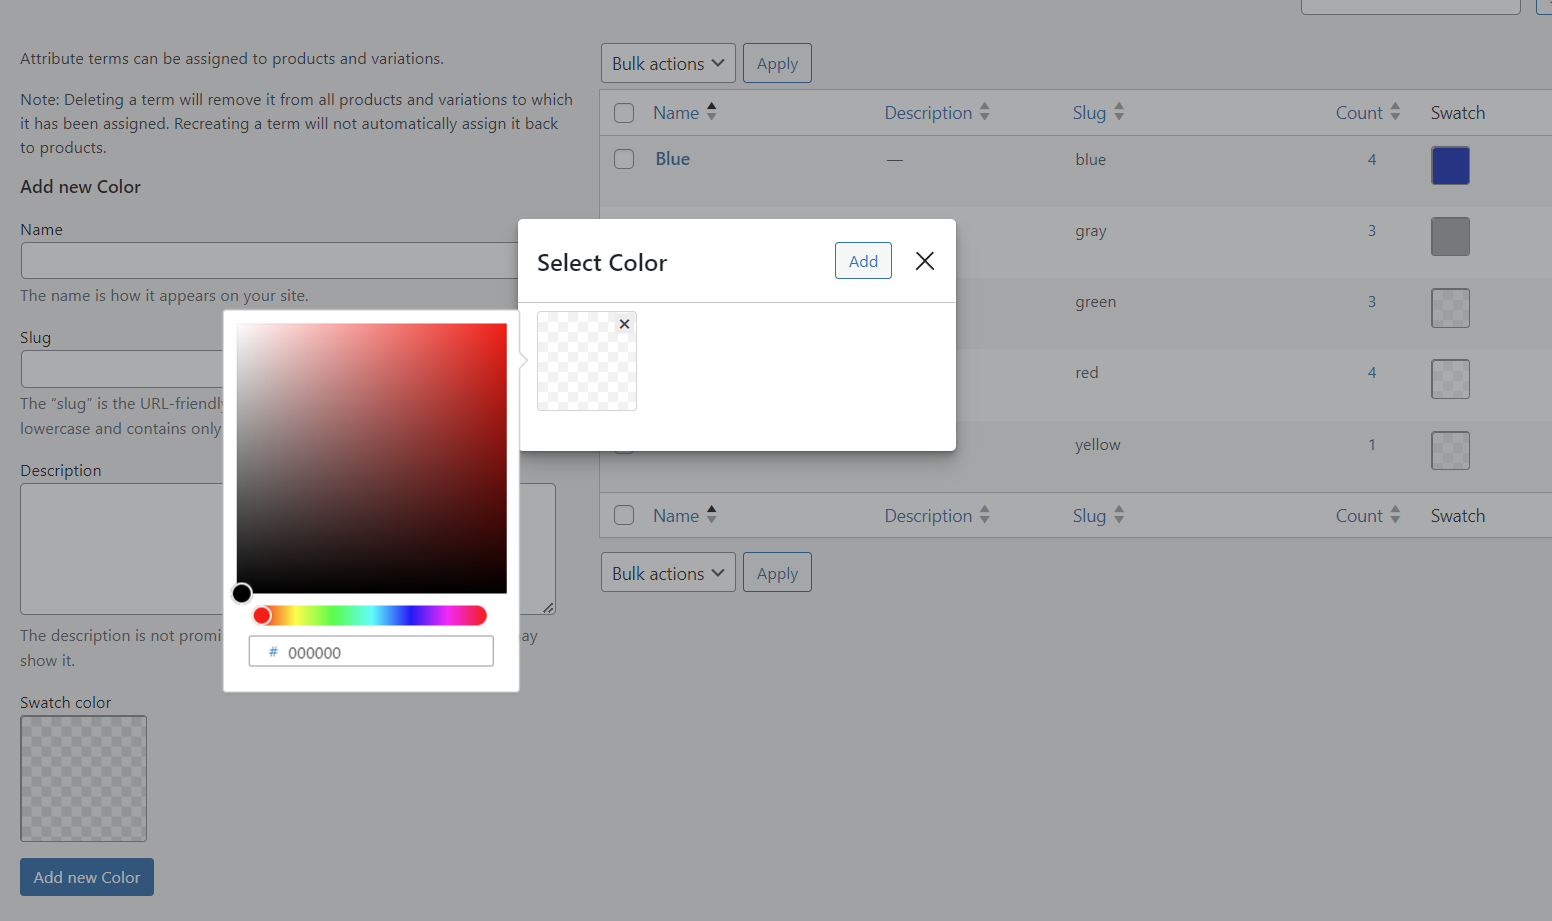 Attribute terms can be assigned to products and variations.
Note: Deleting a term will remove it from all products and variations to which
it has been assigned. Recreating a term will not automatically assign it back
to products.
Add new Color
Name
The name is how it appears on your site.
Slug
The “slug” is the URL-friendly
lowercase and contains only
Description
The description is not promi
ay
show it.
Swatch color
Add new Color
Select Color
Add
# 000000
Bulk actions
Apply
Name
Description
Slug
Count
Swatch
Blue
—
blue
4
gray
3
green
3
red
4
yellow
1
Name
Description
Slug
Count
Swatch
Bulk actions
Apply